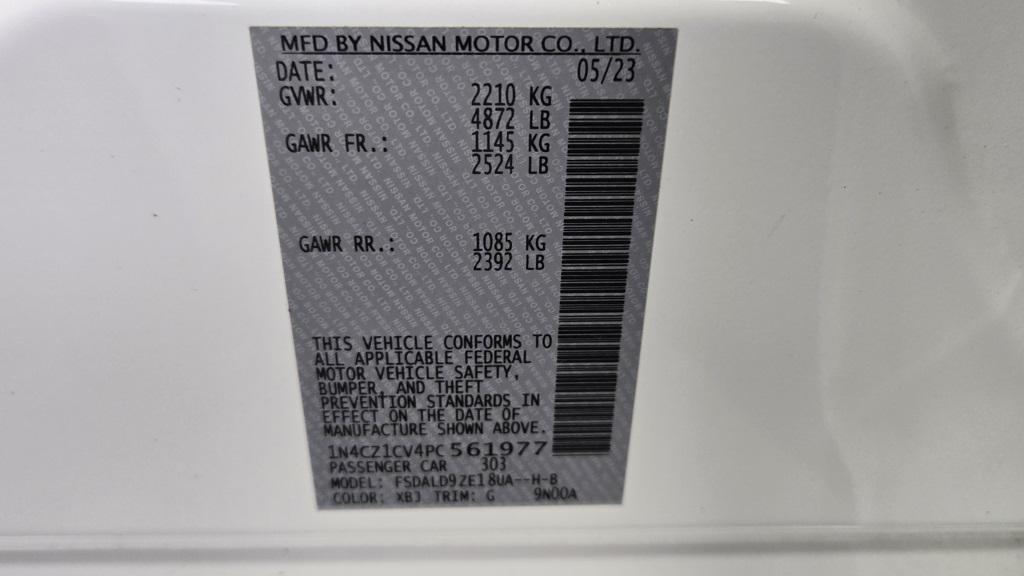 MFD BY NISSAN MOTOR CO., LTD.
DATE: 05/23
GVWR: 2210 KG
4872 LB
GAWR FR.: 1145 KG
2524 LB
GAWR RR.: 1085 KG
2392 LB
THIS VEHICLE CONFORMS TO
ALL APPLICABLE FEDERAL
MOTOR VEHICLE SAFETY,
BUMPER, AND THEFT
PREVENTION STANDARDS IN
EFFECT ON THE DATE OF
MANUFACTURE SHOWN ABOVE.
1N4CZ1CV4PC561977
PASSENGER CAR 303
MODEL: FSDALD9ZE18UA--H-B
COLOR: XBJ TRIM: G 9N00A